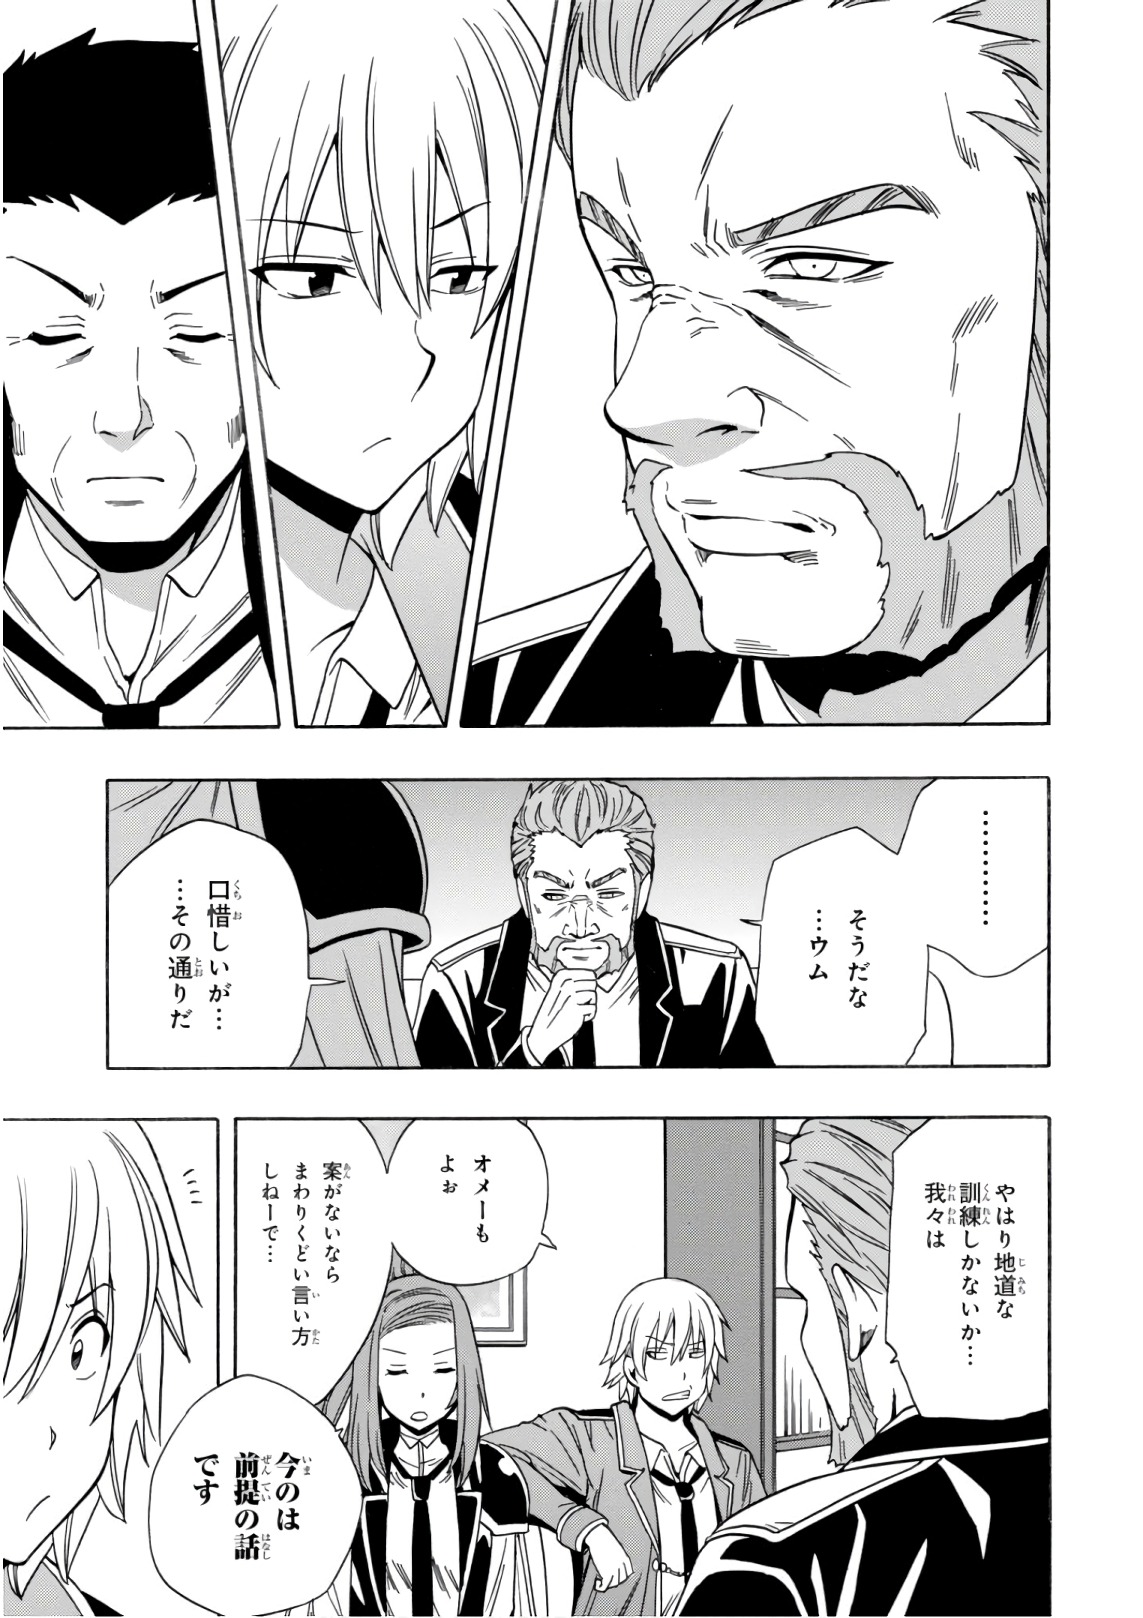 …………
そうだな
…ウム
口惜しいが…
…その通りだ
やはり地道な
訓練しかないか…
我々は
オメーも
よぉ
案がないなら
まわりくどい言い方
しねーで…
今のは
前提の話
です